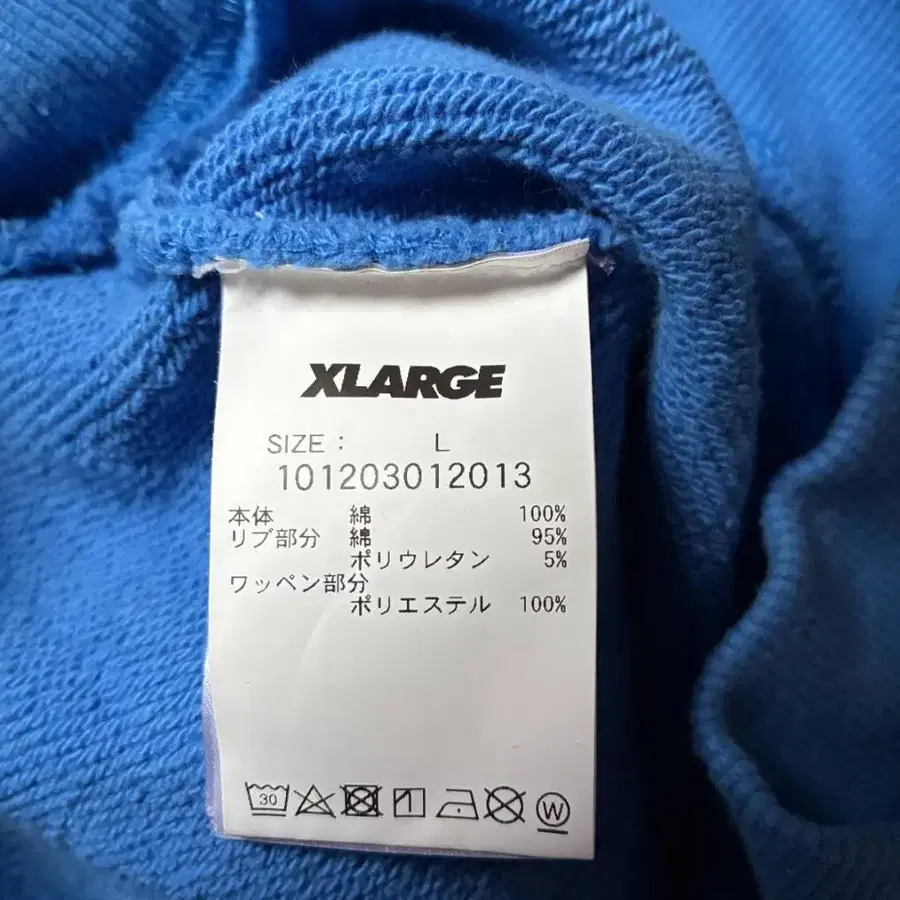 XLARGE
SIZE : L
101203012013
本体 綿 100%
リブ部分 綿 95%
ポリウレタン 5%
ワッペン部分
ポリエステル 100%
30 W